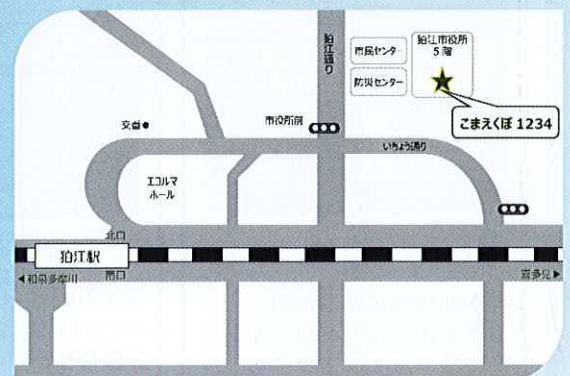 狛江通り
市民センター
防災センター
狛江市役所
5階
こまえくぼ 1234
交番
市役所前
いちょう通り
エコルマ
ホール
北口
狛江駅
南口
◀和泉多摩川
喜多見▶